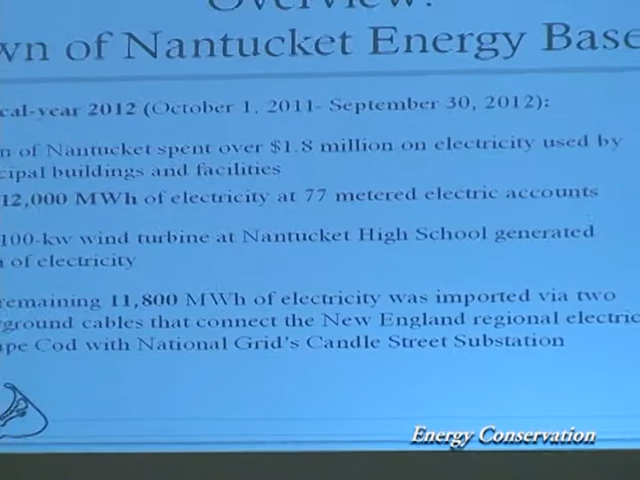 Overview:
wn of Nantucket Energy Base
cal-year 2012 (October 1, 2011- September 30, 2012):
n of Nantucket spent over $1.8 million on electricity used by
cipal buildings and facilities
12,000 MWh of electricity at 77 metered electric accounts
100-kw wind turbine at Nantucket High School generated
of electricity
remaining 11,800 MWh of electricity was imported via two
rground cables that connect the New England regional electric
pe Cod with National Grid's Candle Street Substation
Energy Conservation